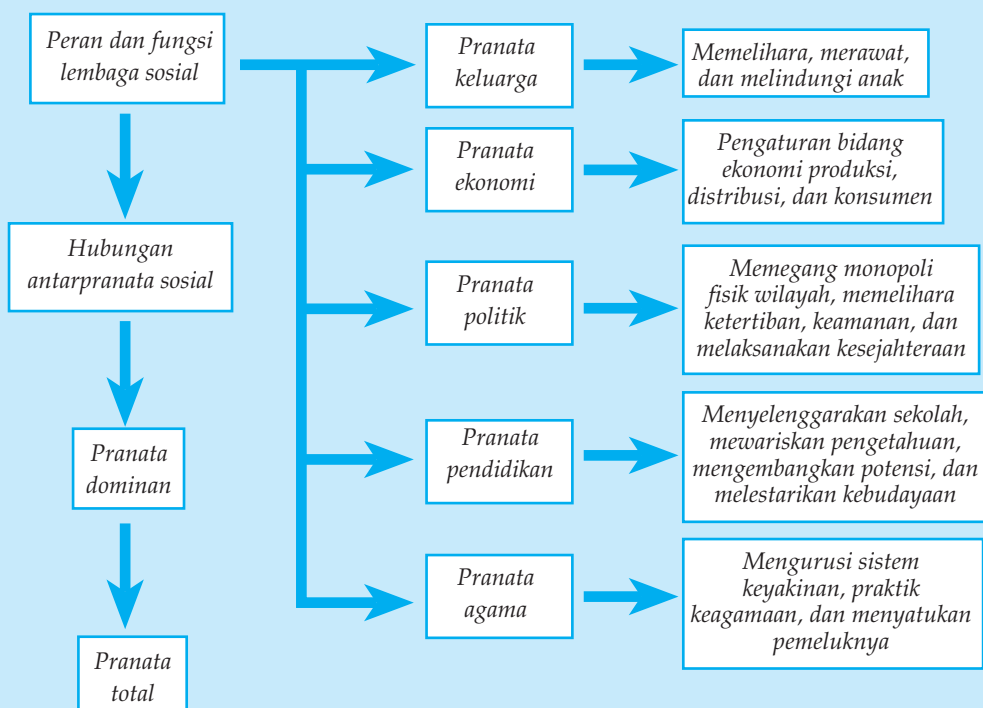 Peran dan fungsi
lembaga sosial
Hubungan
antarpranata sosial
Pranata
dominan
Pranata
total
Pranata
keluarga
Memelihara, merawat,
dan melindungi anak
Pranata
ekonomi
Pengaturan bidang
ekonomi produksi,
distribusi, dan konsumen
Pranata
politik
Memegang monopoli
fisik wilayah, memelihara
ketertiban, keamanan, dan
melaksanakan kesejahteraan
Pranata
pendidikan
Menyelenggarakan sekolah,
mewariskan pengetahuan,
mengembangkan potensi, dan
melestarikan kebudayaan
Pranata
agama
Mengurusi sistem
keyakinan, praktik
keagamaan, dan menyatukan
pemeluknya